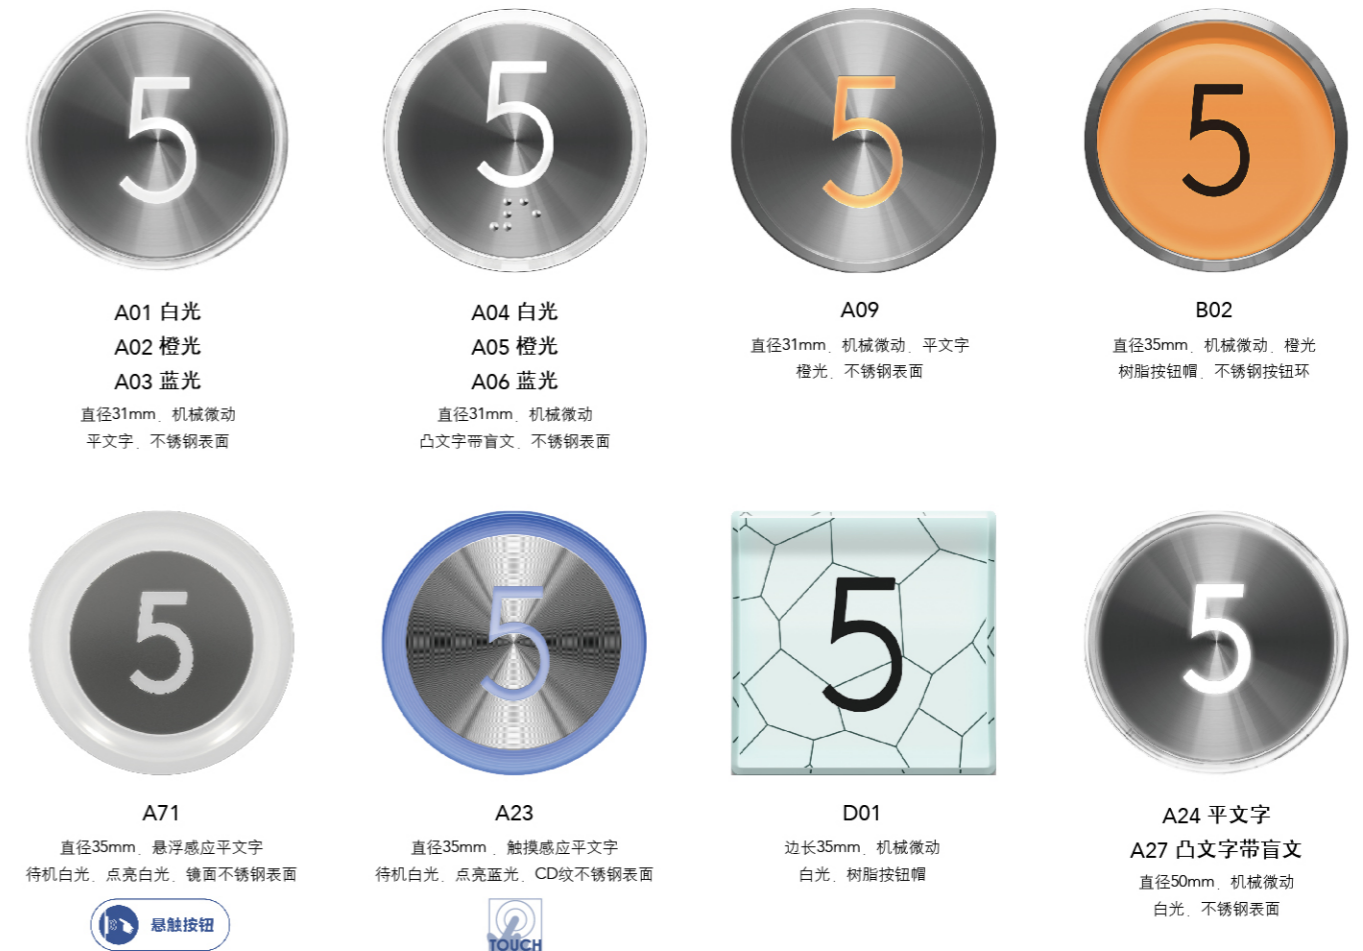 5
5
5
5
A01 白光
A02 橙光
A03 蓝光
直径31mm、机械微动
平文字、不锈钢表面
A04 白光
A05 橙光
A06 蓝光
直径31mm、机械微动
凸文字带盲文、不锈钢表面
A09
直径31mm、机械微动、平文字
橙光、不锈钢表面
B02
直径35mm、机械微动、橙光
树脂按钮帽、不锈钢按钮环
5
5
5
5
A71
直径35mm、悬浮感应平文字
待机白光、点亮白光、镜面不锈钢表面
悬触按钮
A23
直径35mm 、触摸感应平文字
待机白光、点亮蓝光、CD纹不锈钢表面
TOUCH
D01
边长35mm、机械微动
白光、树脂按钮帽
A24 平文字
A27 凸文字带盲文
直径50mm、机械微动
白光、不锈钢表面